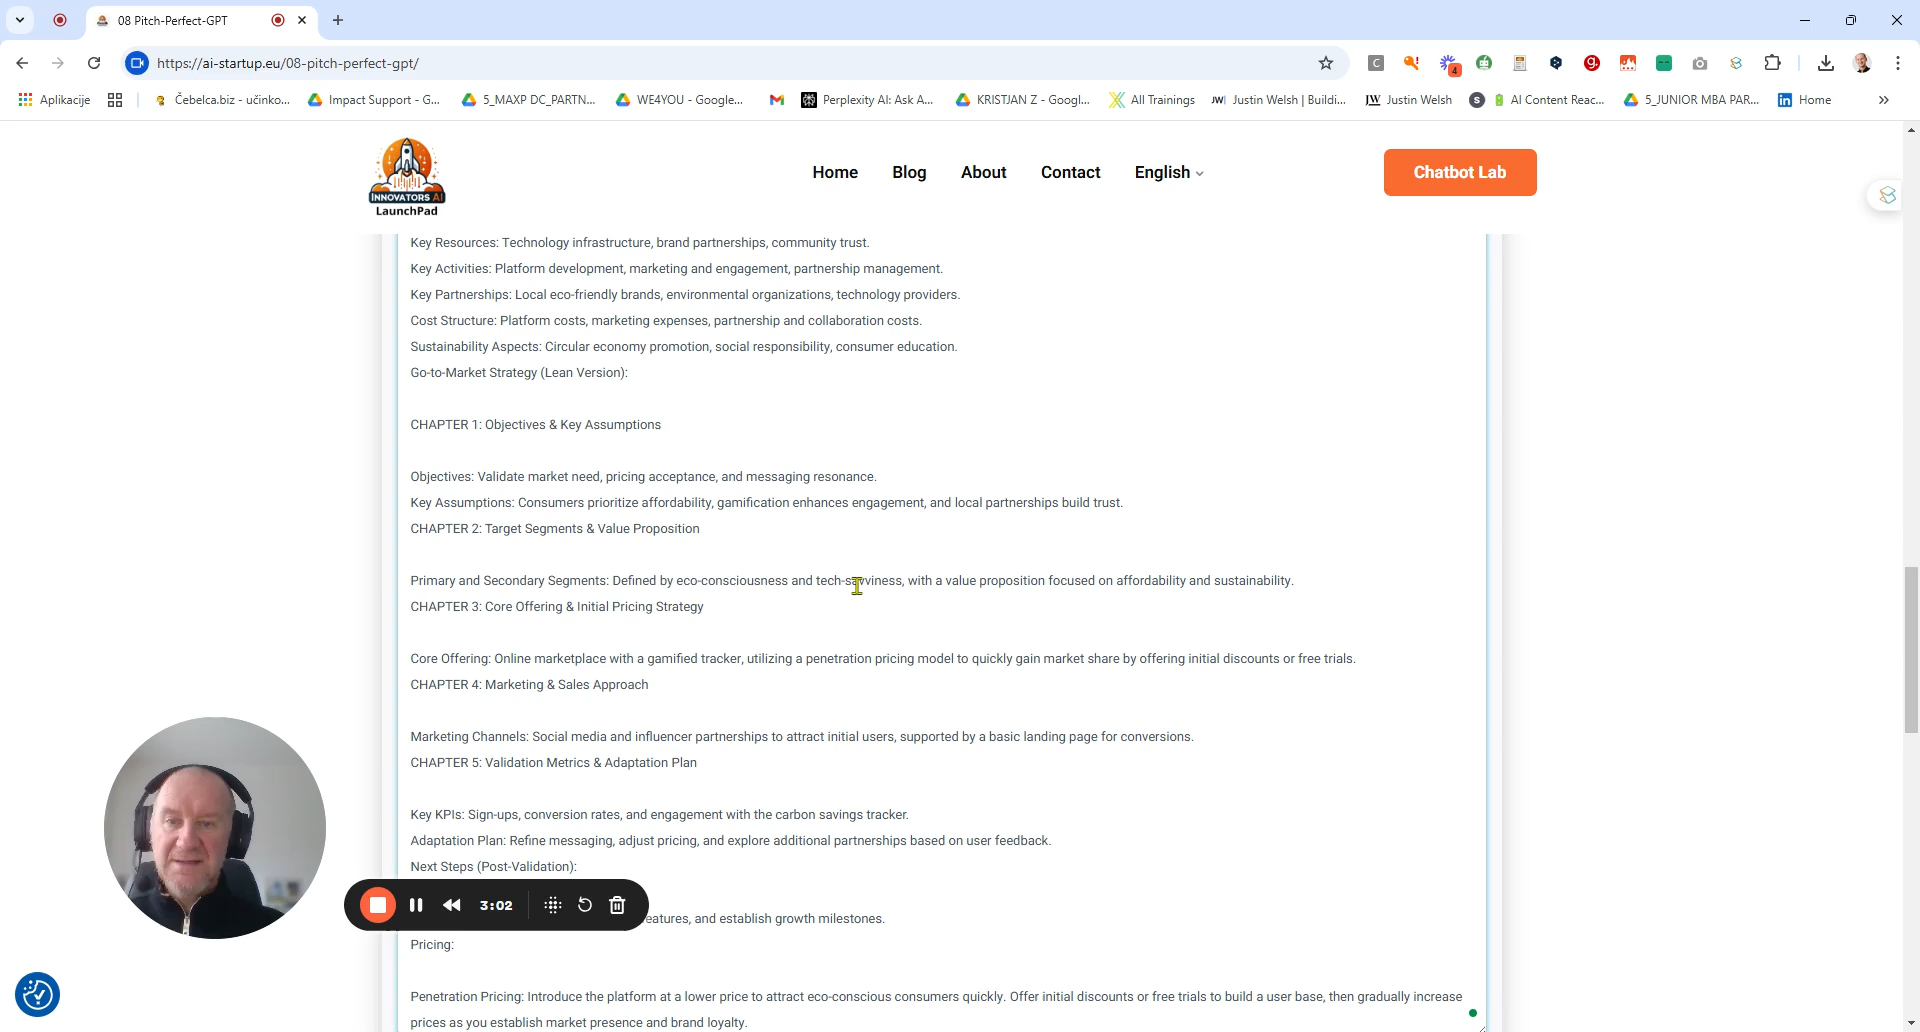 08 Pitch-Perfect-GPT
https://ai-startup.eu/08-pitch-perfect-gpt/
4
Aplikacije
Čebelca.biz - učinko...
Impact Support - G...
5_MAXP DC_PARTN...
WE4YOU - Google...
Perplexity AI: Ask A...
KRISTJAN Z - Googl...
All Trainings
JW Justin Welsh | Buildi...
JW Justin Welsh
S AI Content Reac...
5_JUNIOR MBA PAR...
in Home
INNOVATORS AI
LaunchPad
Home
Blog
About
Contact
English
Chatbot Lab
Key Resources: Technology infrastructure, brand partnerships, community trust.
Key Activities: Platform development, marketing and engagement, partnership management.
Key Partnerships: Local eco-friendly brands, environmental organizations, technology providers.
Cost Structure: Platform costs, marketing expenses, partnership and collaboration costs.
Sustainability Aspects: Circular economy promotion, social responsibility, consumer education.
Go-to-Market Strategy (Lean Version):
CHAPTER 1: Objectives & Key Assumptions
Objectives: Validate market need, pricing acceptance, and messaging resonance.
Key Assumptions: Consumers prioritize affordability, gamification enhances engagement, and local partnerships build trust.
CHAPTER 2: Target Segments & Value Proposition
Primary and Secondary Segments: Defined by eco-consciousness and tech-savviness, with a value proposition focused on affordability and sustainability.
CHAPTER 3: Core Offering & Initial Pricing Strategy
Core Offering: Online marketplace with a gamified tracker, utilizing a penetration pricing model to quickly gain market share by offering initial discounts or free trials.
CHAPTER 4: Marketing & Sales Approach
Marketing Channels: Social media and influencer partnerships to attract initial users, supported by a basic landing page for conversions.
CHAPTER 5: Validation Metrics & Adaptation Plan
Key KPIs: Sign-ups, conversion rates, and engagement with the carbon savings tracker.
Adaptation Plan: Refine messaging, adjust pricing, and explore additional partnerships based on user feedback.
Next Steps (Post-Validation):
3:02
eatures, and establish growth milestones.
Pricing:
Penetration Pricing: Introduce the platform at a lower price to attract eco-conscious consumers quickly. Offer initial discounts or free trials to build a user base, then gradually increase
prices as you establish market presence and brand loyalty.